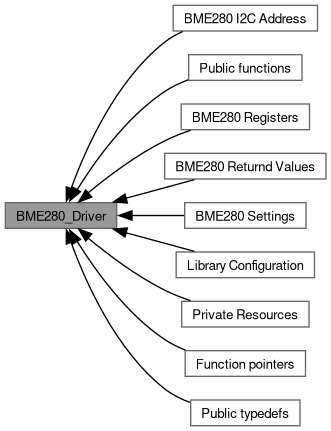 BME280 I2C Address
Public functions
BME280 Registers
BME280 Returnd Values
BME280_Driver
BME280 Settings
Library Configuration
Private Resources
Function pointers
Public typedefs